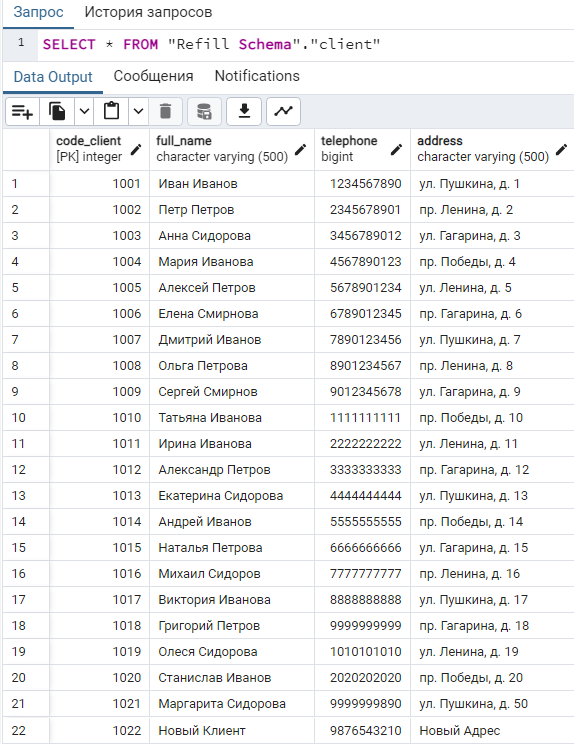 Запрос История запросов
1 SELECT * FROM "Refill Schema"."client"
Data Output Сообщения Notifications
code_client full_name telephone address
[PK] integer character varying (500) bigint character varying (500)
1 1001 Иван Иванов 1234567890 ул. Пушкина, д. 1
2 1002 Петр Петров 2345678901 пр. Ленина, д. 2
3 1003 Анна Сидорова 3456789012 ул. Гагарина, д. 3
4 1004 Мария Иванова 4567890123 пр. Победы, д. 4
5 1005 Алексей Петров 5678901234 ул. Ленина, д. 5
6 1006 Елена Смирнова 6789012345 пр. Гагарина, д. 6
7 1007 Дмитрий Иванов 7890123456 ул. Пушкина, д. 7
8 1008 Ольга Петрова 8901234567 пр. Ленина, д. 8
9 1009 Сергей Смирнов 9012345678 ул. Гагарина, д. 9
10 1010 Татьяна Иванова 1111111111 пр. Победы, д. 10
11 1011 Ирина Иванова 2222222222 ул. Ленина, д. 11
12 1012 Александр Петров 3333333333 пр. Гагарина, д. 12
13 1013 Екатерина Сидорова 4444444444 ул. Пушкина, д. 13
14 1014 Андрей Иванов 5555555555 пр. Победы, д. 14
15 1015 Наталья Петрова 6666666666 ул. Гагарина, д. 15
16 1016 Михаил Сидоров 7777777777 пр. Ленина, д. 16
17 1017 Виктория Иванова 8888888888 ул. Пушкина, д. 17
18 1018 Григорий Петров 9999999999 пр. Гагарина, д. 18
19 1019 Олеся Сидорова 1010101010 ул. Ленина, д. 19
20 1020 Станислав Иванов 2020202020 пр. Победы, д. 20
21 1021 Маргарита Сидорова 9999999890 ул. Пушкина, д. 50
22 1022 Новый Клиент 9876543210 Новый Адрес